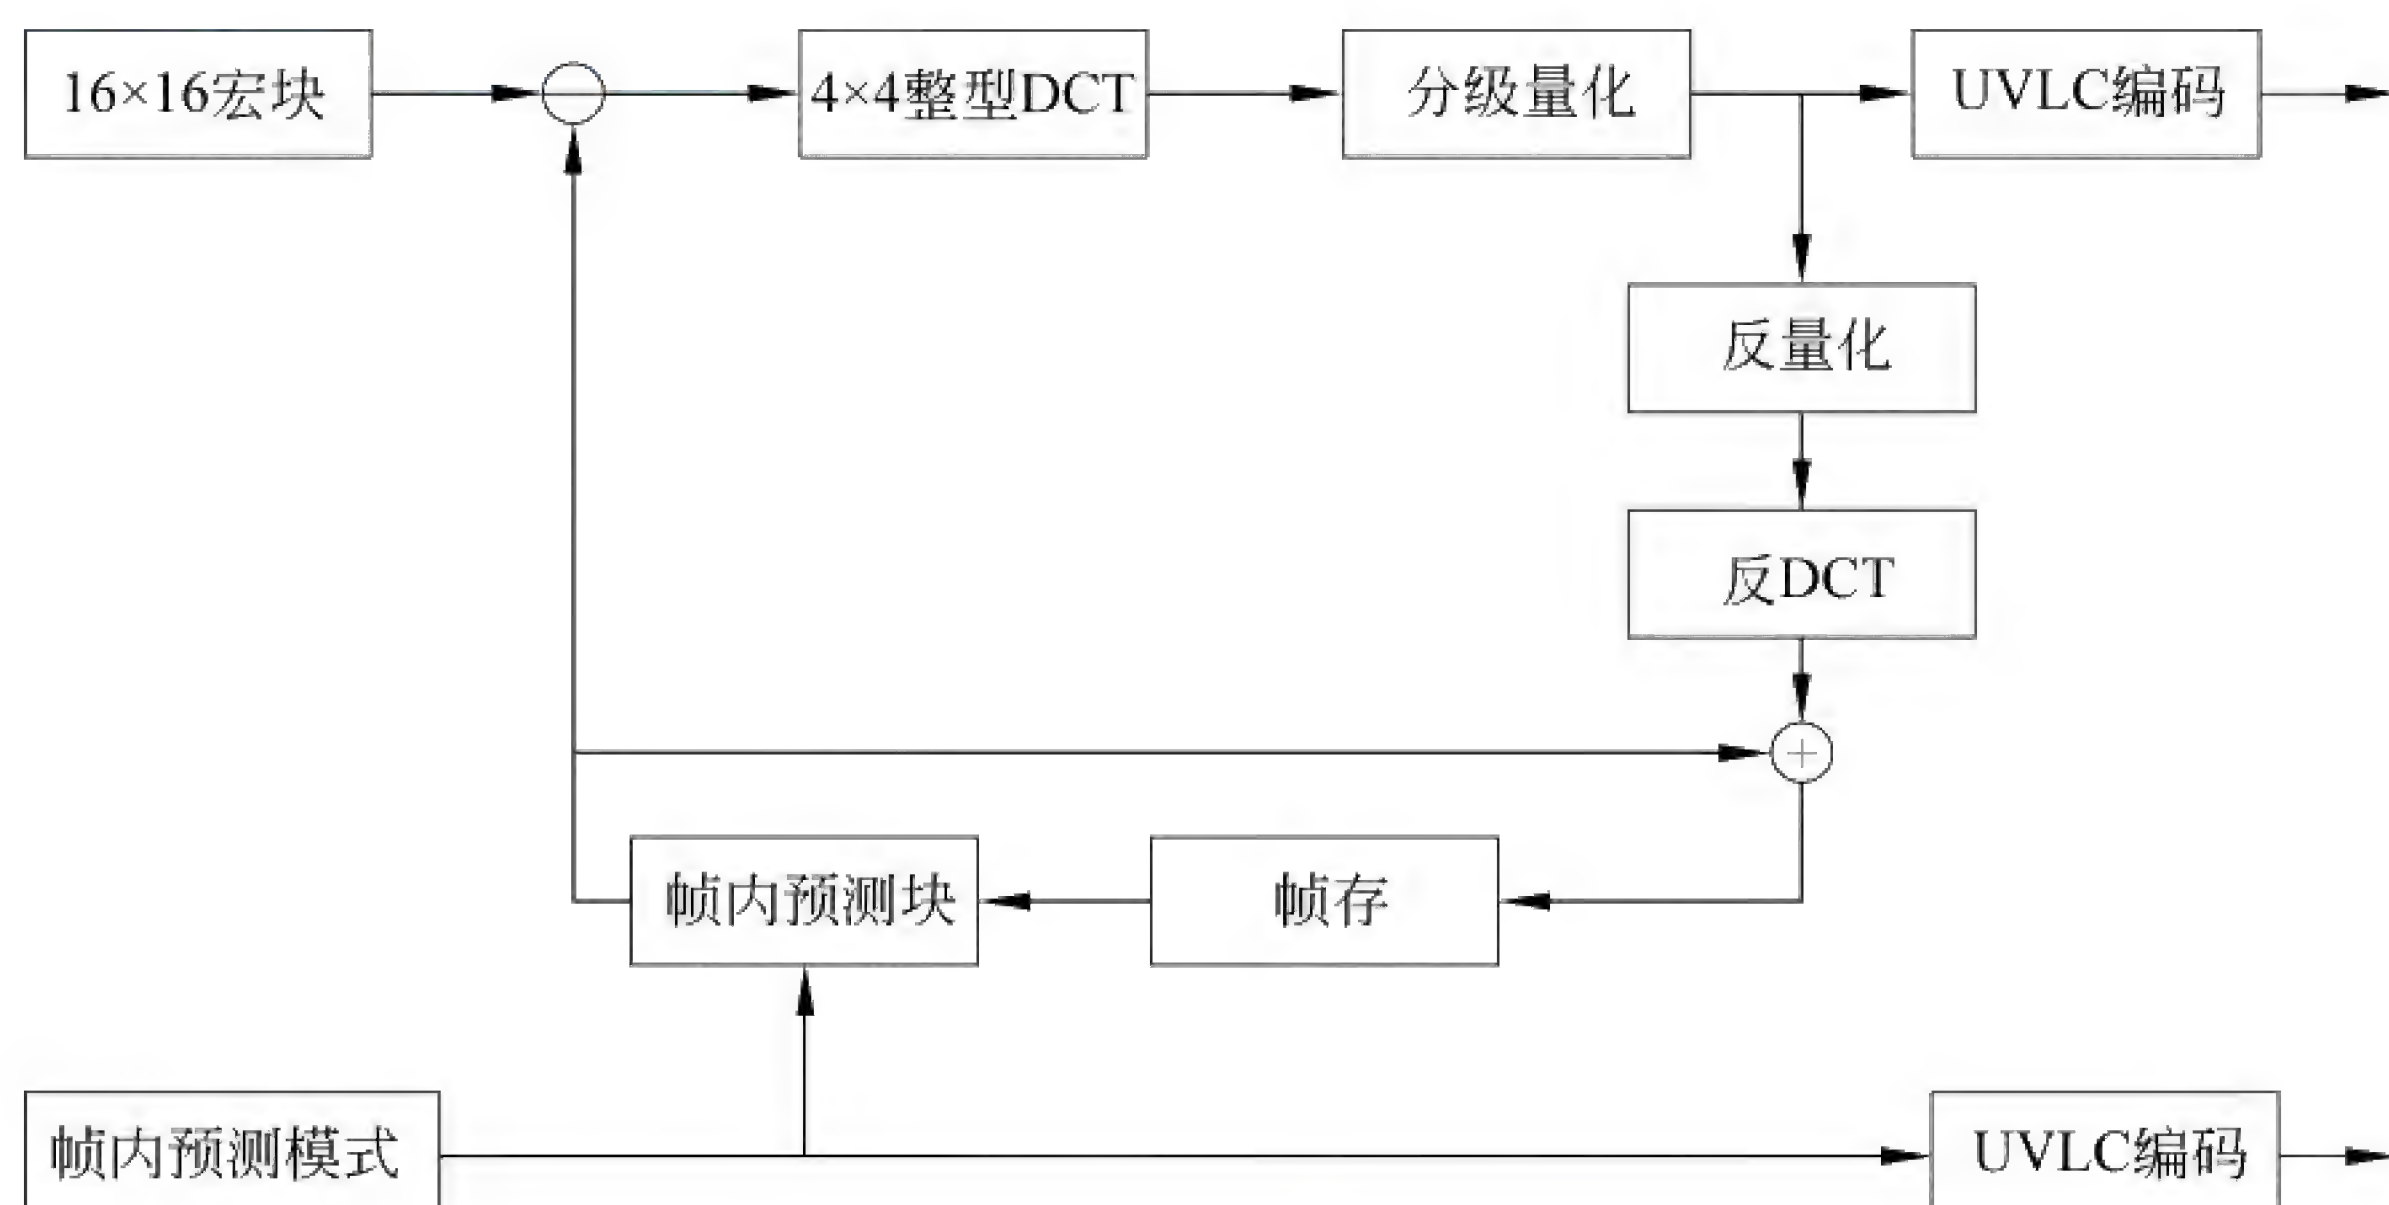 16×16宏块
4×4整型DCT
分级量化
UVLC编码
反量化
反DCT
帧内预测块
帧存
帧内预测模式
UVLC编码